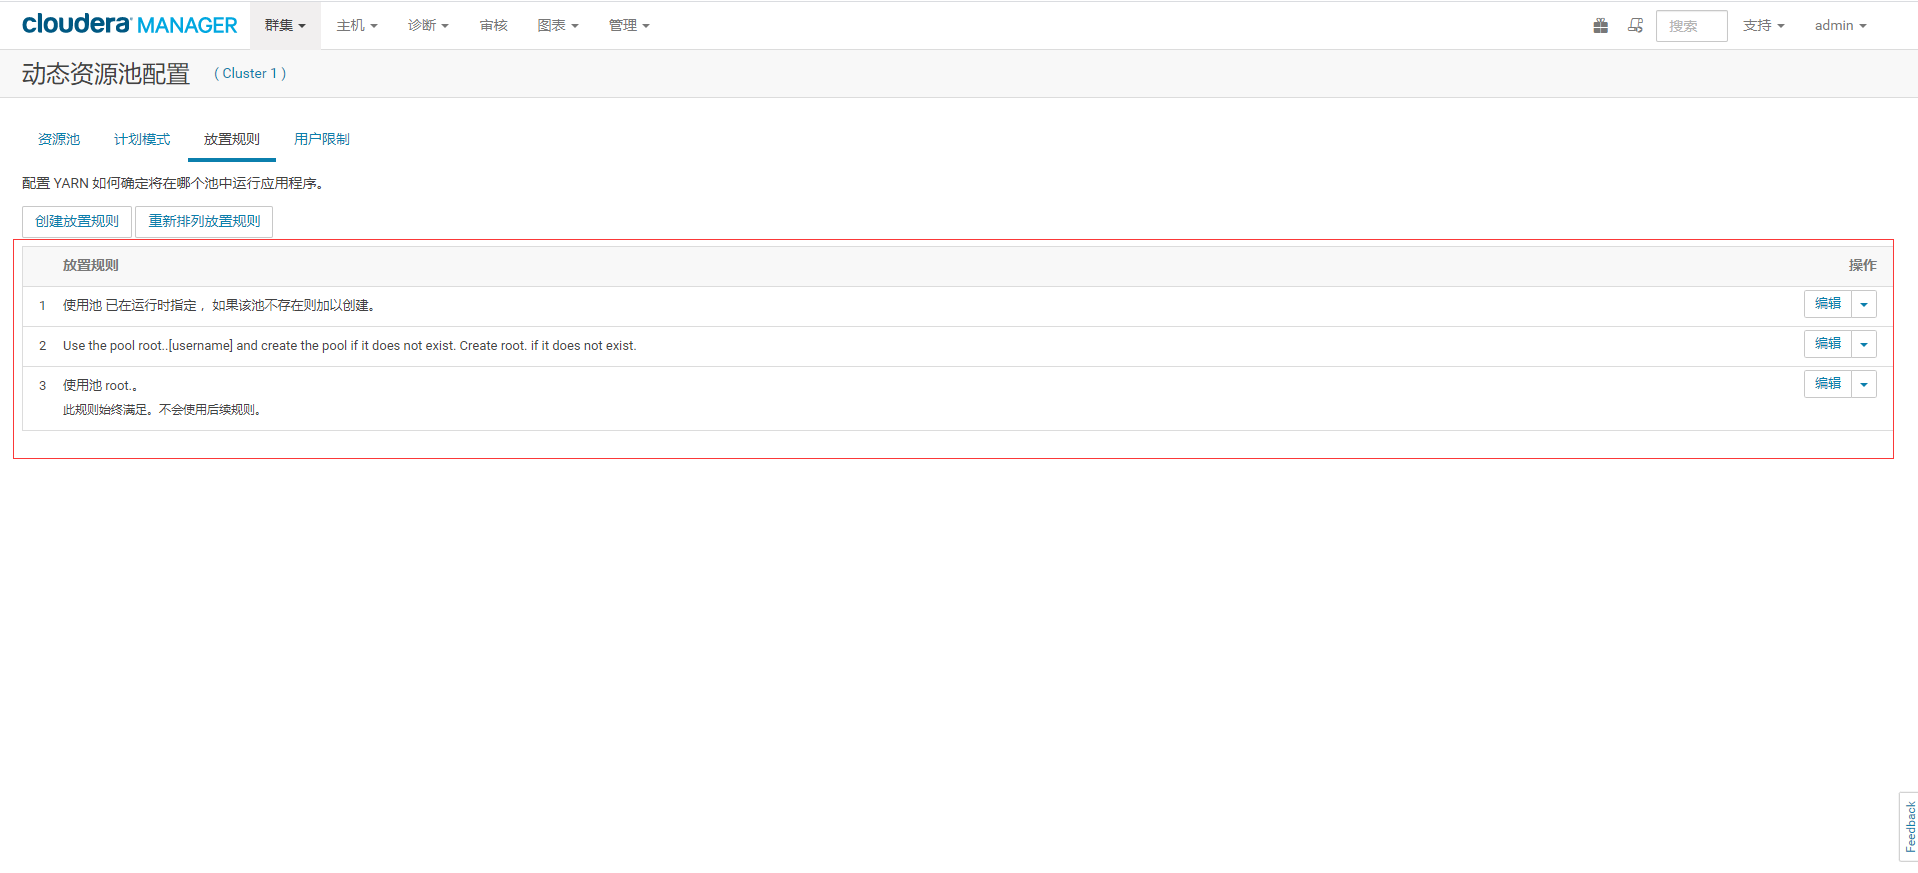 cloudera MANAGER 群集 主机 诊断 审核 图表 管理 搜索 支持 admin
动态资源池配置 ( Cluster 1 )
资源池 计划模式 放置规则 用户限制
配置 YARN 如何确定将在哪个池中运行应用程序。
创建放置规则 重新排列放置规则
放置规则 操作
1 使用池 已在运行时指定 ，如果该池不存在则加以创建。 编辑
2 Use the pool root..[username] and create the pool if it does not exist. Create root. if it does not exist. 编辑
3 使用池 root.。 编辑
此规则始终满足。不会使用后续规则。
Feedback